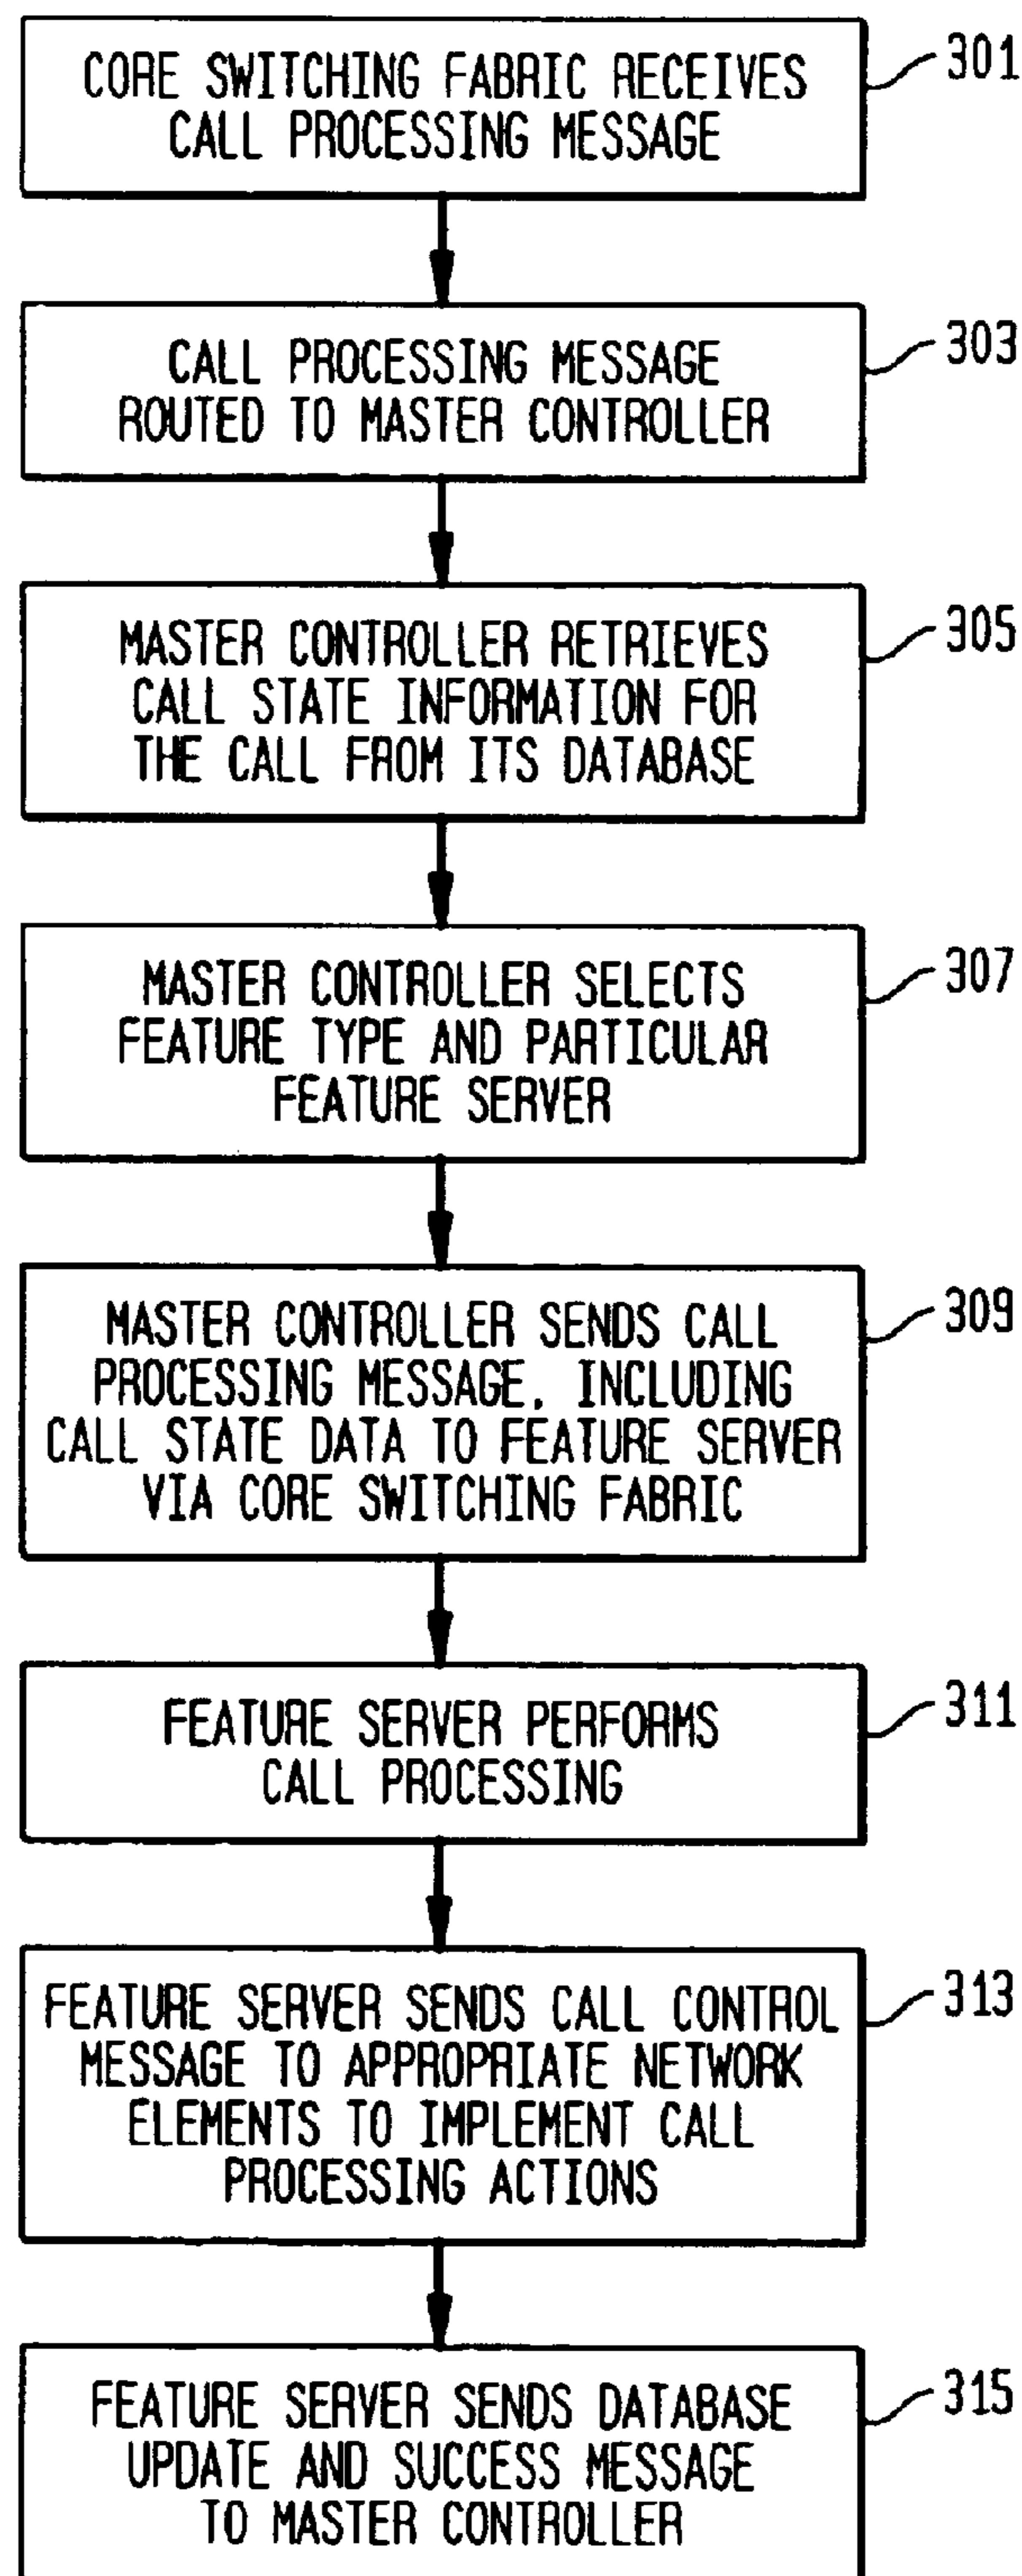 CORE SWITCHING FABRIC RECEIVES
CALL PROCESSING MESSAGE
301
CALL PROCESSING MESSAGE
ROUTED TO MASTER CONTROLLER
303
MASTER CONTROLLER RETRIEVES
CALL STATE INFORMATION FOR
THE CALL FROM ITS DATABASE
305
MASTER CONTROLLER SELECTS
FEATURE TYPE AND PARTICULAR
FEATURE SERVER
307
MASTER CONTROLLER SENDS CALL
PROCESSING MESSAGE, INCLUDING
CALL STATE DATA TO FEATURE SERVER
VIA CORE SWITCHING FABRIC
309
FEATURE SERVER PERFORMS
CALL PROCESSING
311
FEATURE SERVER SENDS CALL CONTROL
MESSAGE TO APPROPRIATE NETWORK
ELEMENTS TO IMPLEMENT CALL
PROCESSING ACTIONS
313
FEATURE SERVER SENDS DATABASE
UPDATE AND SUCCESS MESSAGE
TO MASTER CONTROLLER
315